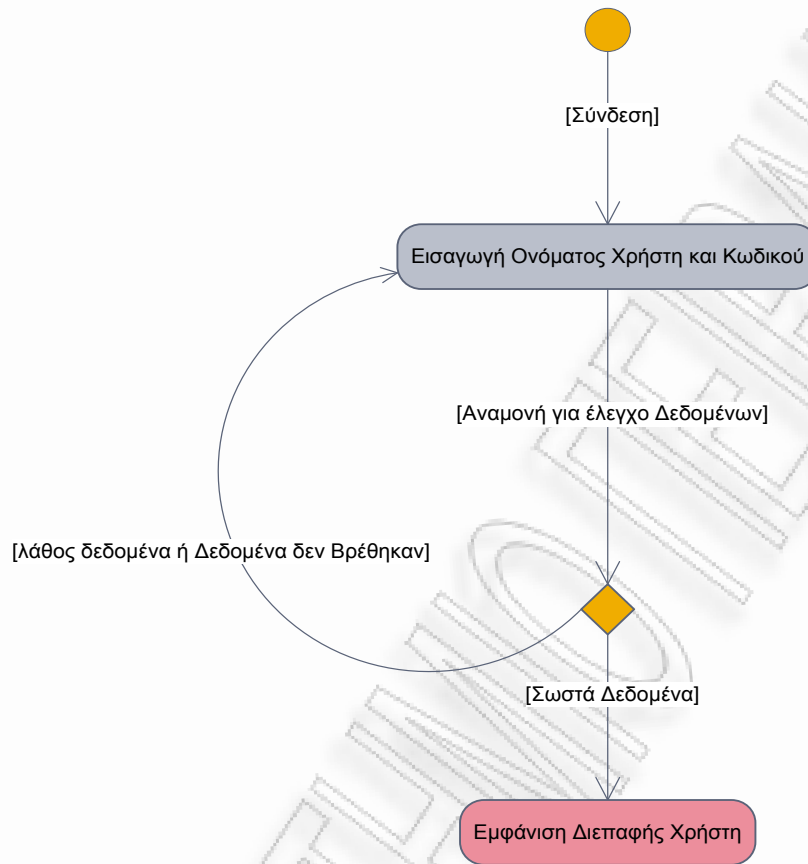 [Σύνδεση]
Εισαγωγή Ονόματος Χρήστη και Κωδικού
[Αναμονή για έλεγχο Δεδομένων]
[λάθος δεδομένα ή Δεδομένα δεν Βρέθηκαν]
[Σωστά Δεδομένα]
Εμφάνιση Διεπαφής Χρήστη